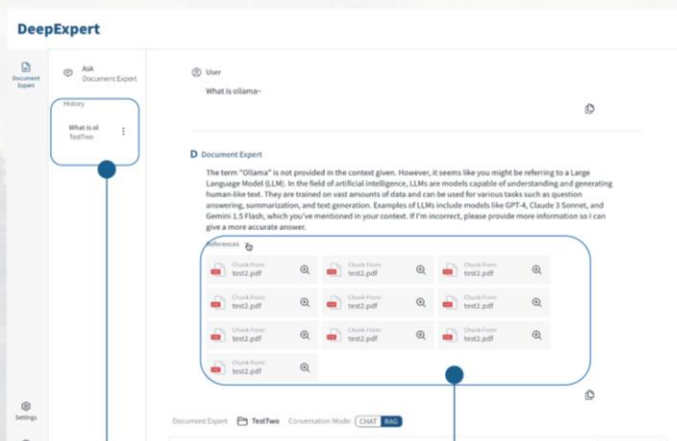 DeepExpert
Document
Expert
Ask
Document Expert
History
What is ol
TestTwo
Settings
User
What is ollama~
D Document Expert
The term "Ollama" is not provided in the context given. However, it seems like you might be referring to a Large
Language Model (LLM). In the field of artificial intelligence, LLMs are models capable of understanding and generating
human-like text. They are trained on vast amounts of data and can be used for various tasks such as question
answering, summarization, and text generation. Examples of LLMs include models like GPT-4, Claude 3 Sonnet, and
Gemini 1.5 Flash, which you've mentioned in your context. If I'm incorrect, please provide more information so I can
give a more accurate answer.
References
Chunk From
test2.pdf
Chunk From
test2.pdf
Chunk From
test2.pdf
Chunk From
test2.pdf
Chunk From
test2.pdf
Chunk From
test2.pdf
Chunk From
test2.pdf
Chunk From
test2.pdf
Chunk From
test2.pdf
Chunk From
test2.pdf
Document Expert TestTwo Conversation Mode: CHAT RAG